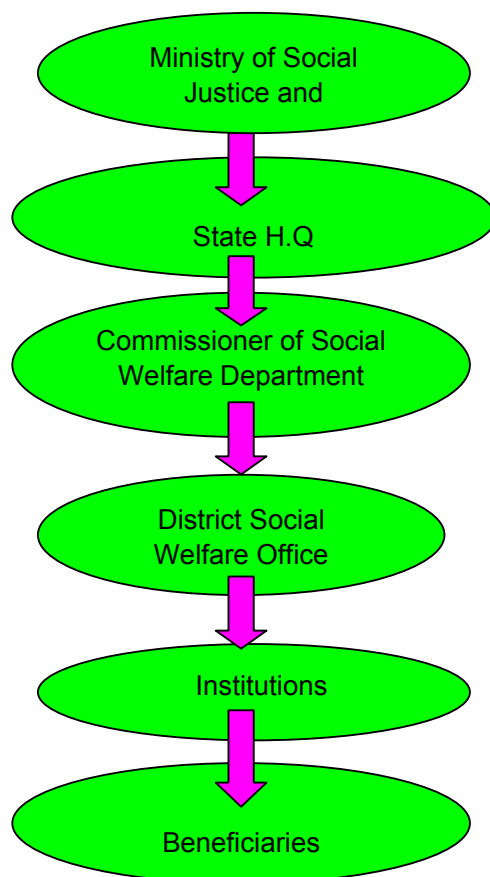 Ministry of Social
Justice and
State H.Q
Commissioner of Social
Welfare Department
District Social
Welfare Office
Institutions
Beneficiaries